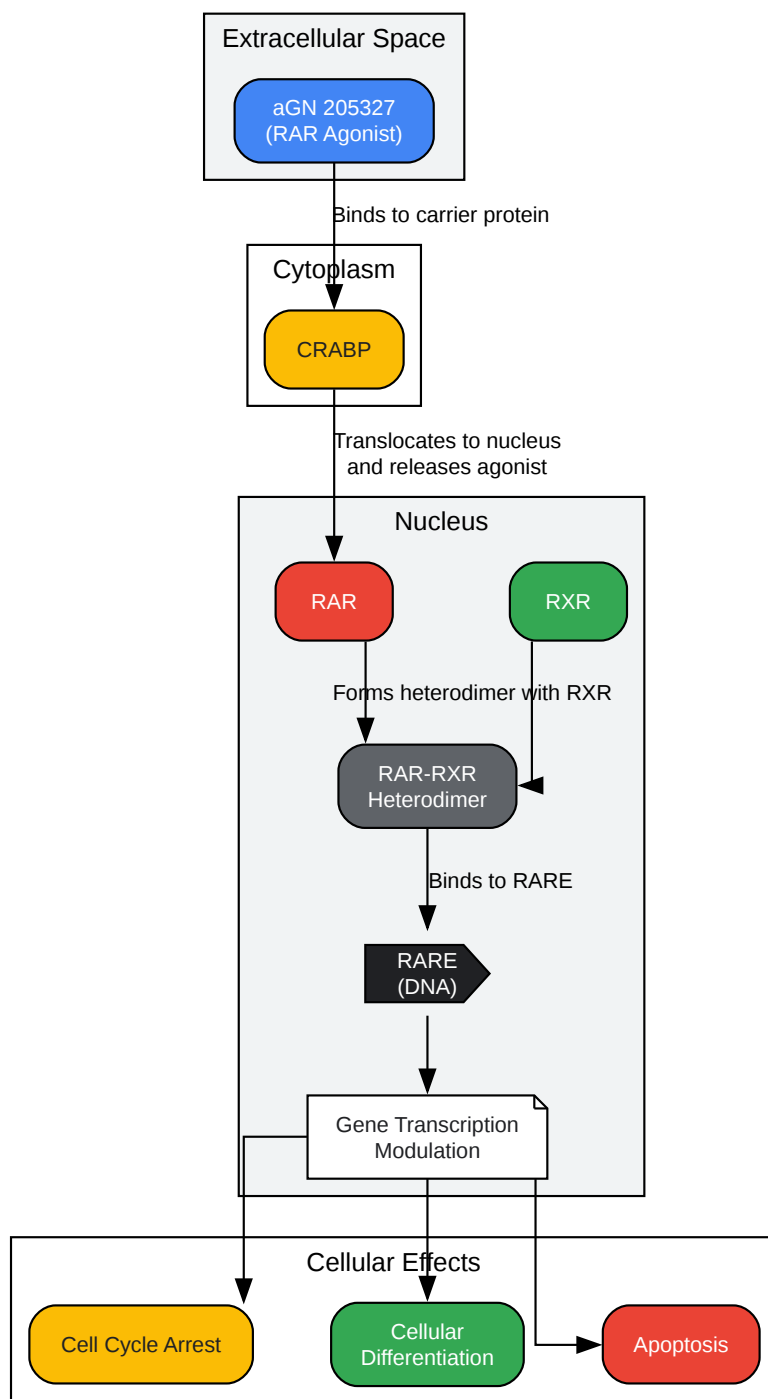 Extracellular Space
aGN 205327
(RAR Agonist)
Binds to carrier protein
Cytoplasm
CRABP
Translocates to nucleus
and releases agonist
Nucleus
RAR
RXR
Forms heterodimer with RXR
RAR-RXR
Heterodimer
Binds to RARE
RARE
(DNA)
Gene Transcription
Modulation
Cellular Effects
Cell Cycle Arrest
Cellular
Differentiation
Apoptosis